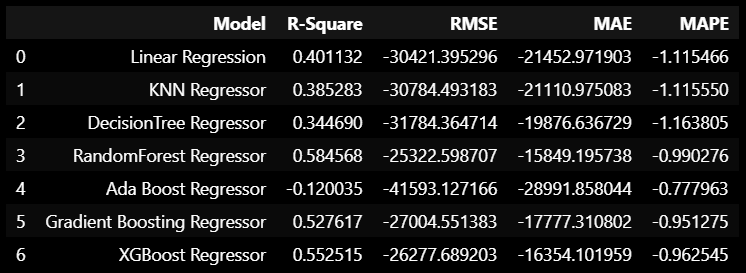 Model R-Square RMSE MAE MAPE
0 Linear Regression 0.401132 -30421.395296 -21452.971903 -1.115466
1 KNN Regressor 0.385283 -30784.493183 -21110.975083 -1.115550
2 DecisionTree Regressor 0.344690 -31784.364714 -19876.636729 -1.163805
3 RandomForest Regressor 0.584568 -25322.598707 -15849.195738 -0.990276
4 Ada Boost Regressor -0.120035 -41593.127166 -28991.858044 -0.777963
5 Gradient Boosting Regressor 0.527617 -27004.551383 -17777.310802 -0.951275
6 XGBoost Regressor 0.552515 -26277.689203 -16354.101959 -0.962545